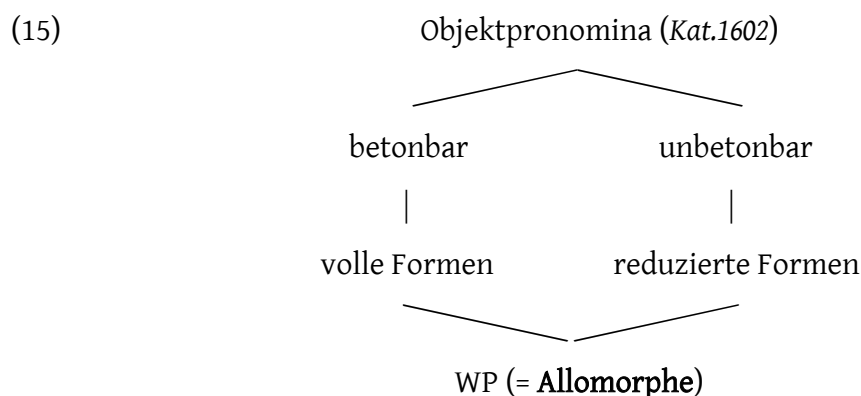 (15) Objektpronomina (Kat.1602)
betonbar unbetonbar
volle Formen reduzierte Formen
WP (= Allomorphe)